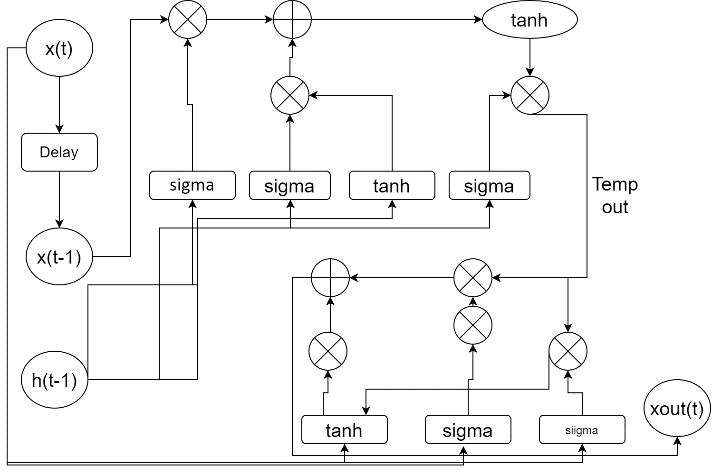 x(t)
tanh
Delay
sigma
sigma
tanh
sigma
Temp
out
x(t-1)
h(t-1)
xout(t)
tanh
sigma
siigma